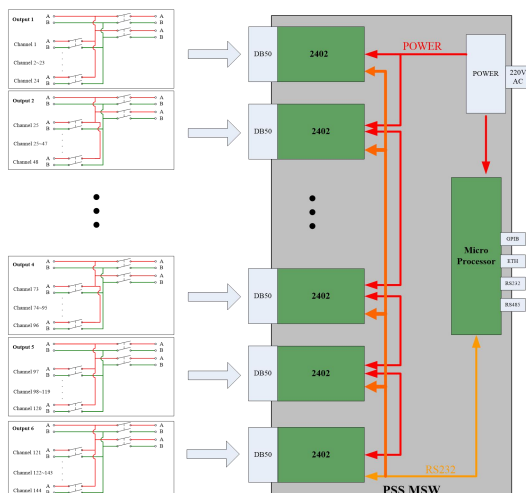 Output 1
A
B
A
B
A
B
Channel 1
A
B
Channel 2~23
Channel 24
A
B
Output 2
A
B
A
B
A
B
Channel 25
A
B
Channel 25~47
Channel 48
A
B
Output 4
A
B
A
B
A
B
Channel 73
A
B
Channel 74~95
Channel 96
A
B
Output 5
A
B
A
B
A
B
Channel 97
A
B
Channel 98~119
Channel 120
A
B
Output 6
A
B
A
B
A
B
Channel 121
A
B
Channel 122~143
Channel 144
A
B
DB50
2402
DB50
2402
DB50
2402
DB50
2402
DB50
2402
POWER
POWER
220V
AC
Micro
Processor
GPIB
ETH
RS232
RS485
RS232
PSS MSW